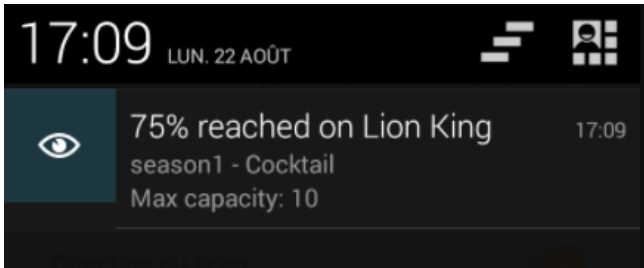 17:09 LUN. 22 AOÛT
75% reached on Lion King 17:09
season1 - Cocktail
Max capacity: 10